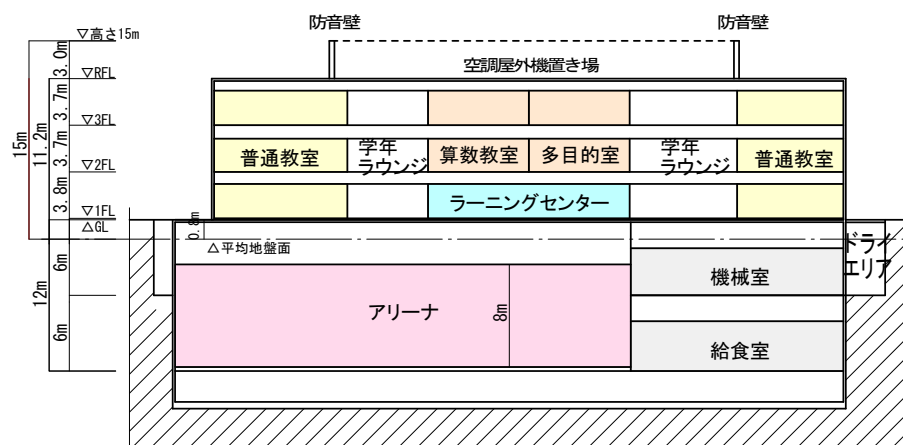 防音壁
防音壁
▽高さ15m
3.0m
空調屋外機置き場
▽RFL
3.7m
▽3FL
15m
11.2m
3.7m
普通教室
学年
ラウンジ
算数教室
多目的室
学年
ラウンジ
普通教室
▽2FL
3.8m
ラーニングセンター
▽1FL
△GL
0.8m
△平均地盤面
ドライ
エリア
6m
機械室
12m
アリーナ
8m
6m
給食室